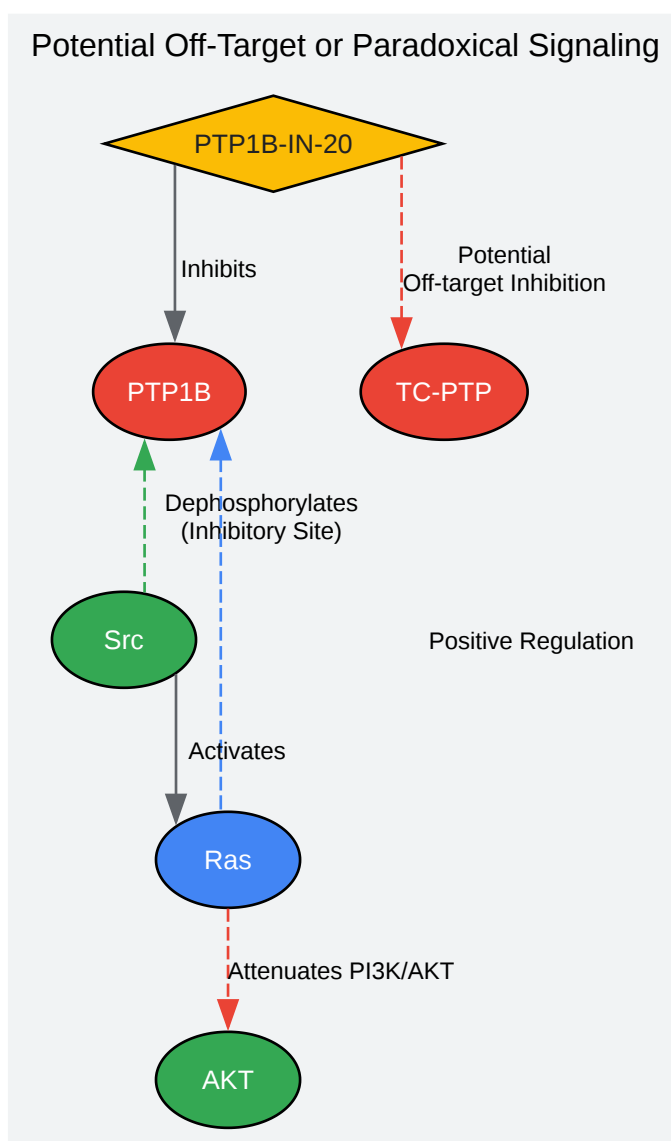 Potential Off-Target or Paradoxical Signaling
PTP1B-IN-20
Inhibits
Potential
Off-target Inhibition
PTP1B
TC-PTP
Dephosphorylates
(Inhibitory Site)
Src
Positive Regulation
Activates
Ras
Attenuates PI3K/AKT
AKT